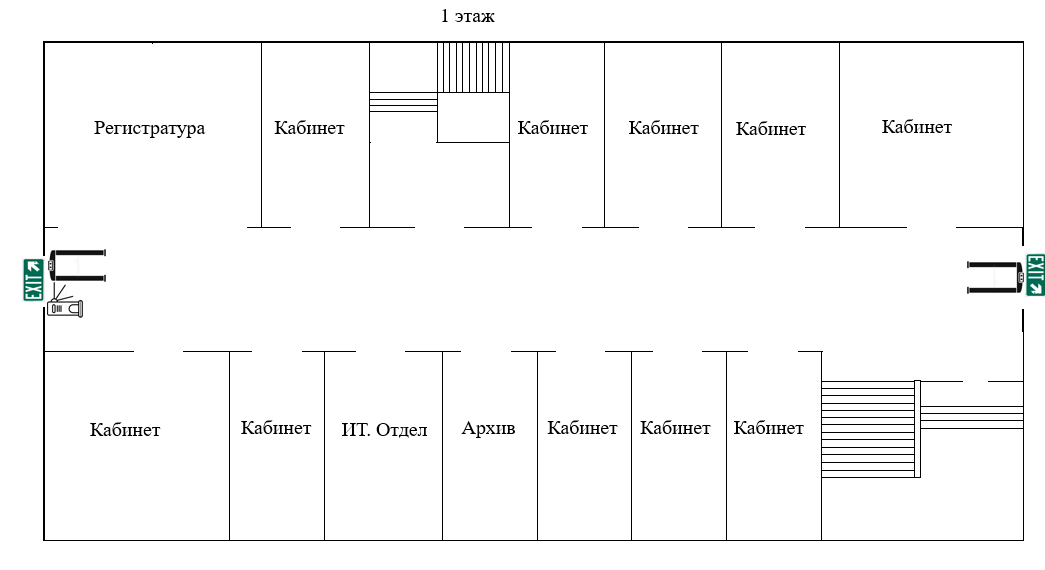 1 этаж
Регистратура
Кабинет
Кабинет
Кабинет
Кабинет
Кабинет
EXIT
EXIT
Кабинет
Кабинет
ИТ. Отдел
Архив
Кабинет
Кабинет
Кабинет